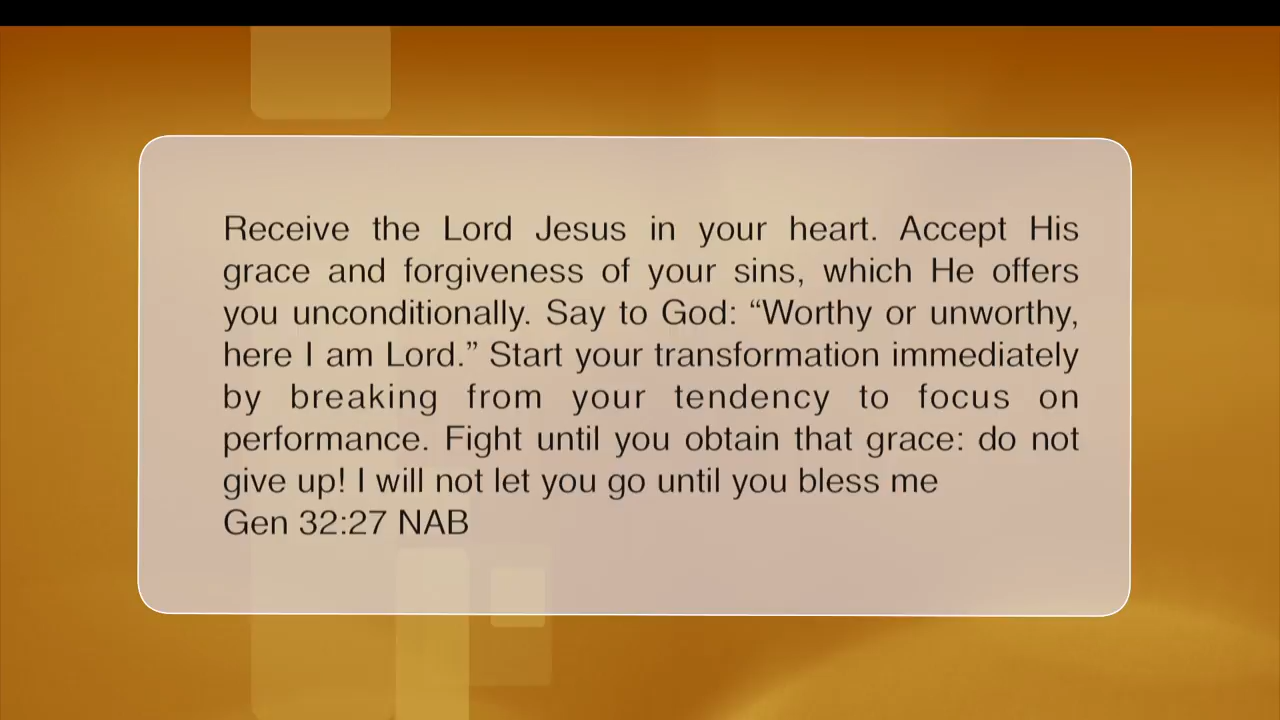 Receive the Lord Jesus in your heart. Accept His
grace and forgiveness of your sins, which He offers
you unconditionally. Say to God: “Worthy or unworthy,
here I am Lord.” Start your transformation immediately
by breaking from your tendency to focus on
performance. Fight until you obtain that grace: do not
give up! I will not let you go until you bless me
Gen 32:27 NAB